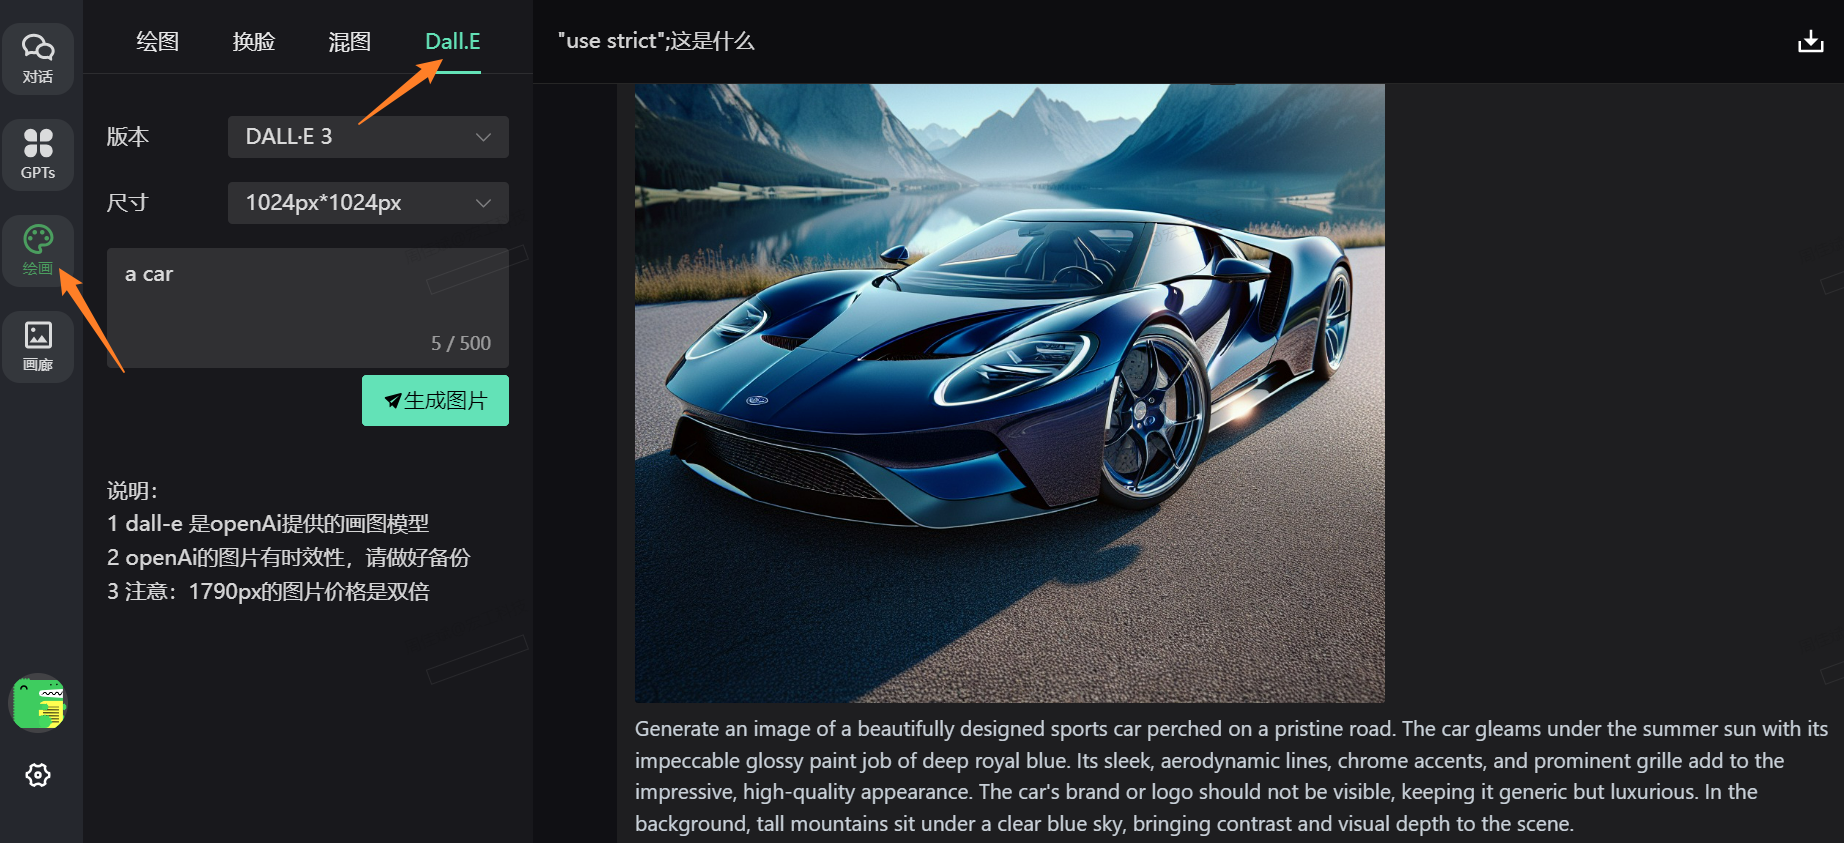 对话
GPTs
绘画
画廊
绘图 换脸 混图 Dall.E
版本 DALL·E 3
尺寸 1024px*1024px
a car
5 / 500
生成图片
说明：
1 dall-e 是openAi提供的画图模型
2 openAi的图片有时效性，请做好备份
3 注意：1790px的图片价格是双倍
"use strict";这是什么
Generate an image of a beautifully designed sports car perched on a pristine road. The car gleams under the summer sun with its
impeccable glossy paint job of deep royal blue. Its sleek, aerodynamic lines, chrome accents, and prominent grille add to the
impressive, high-quality appearance. The car's brand or logo should not be visible, keeping it generic but luxurious. In the
background, tall mountains sit under a clear blue sky, bringing contrast and visual depth to the scene.